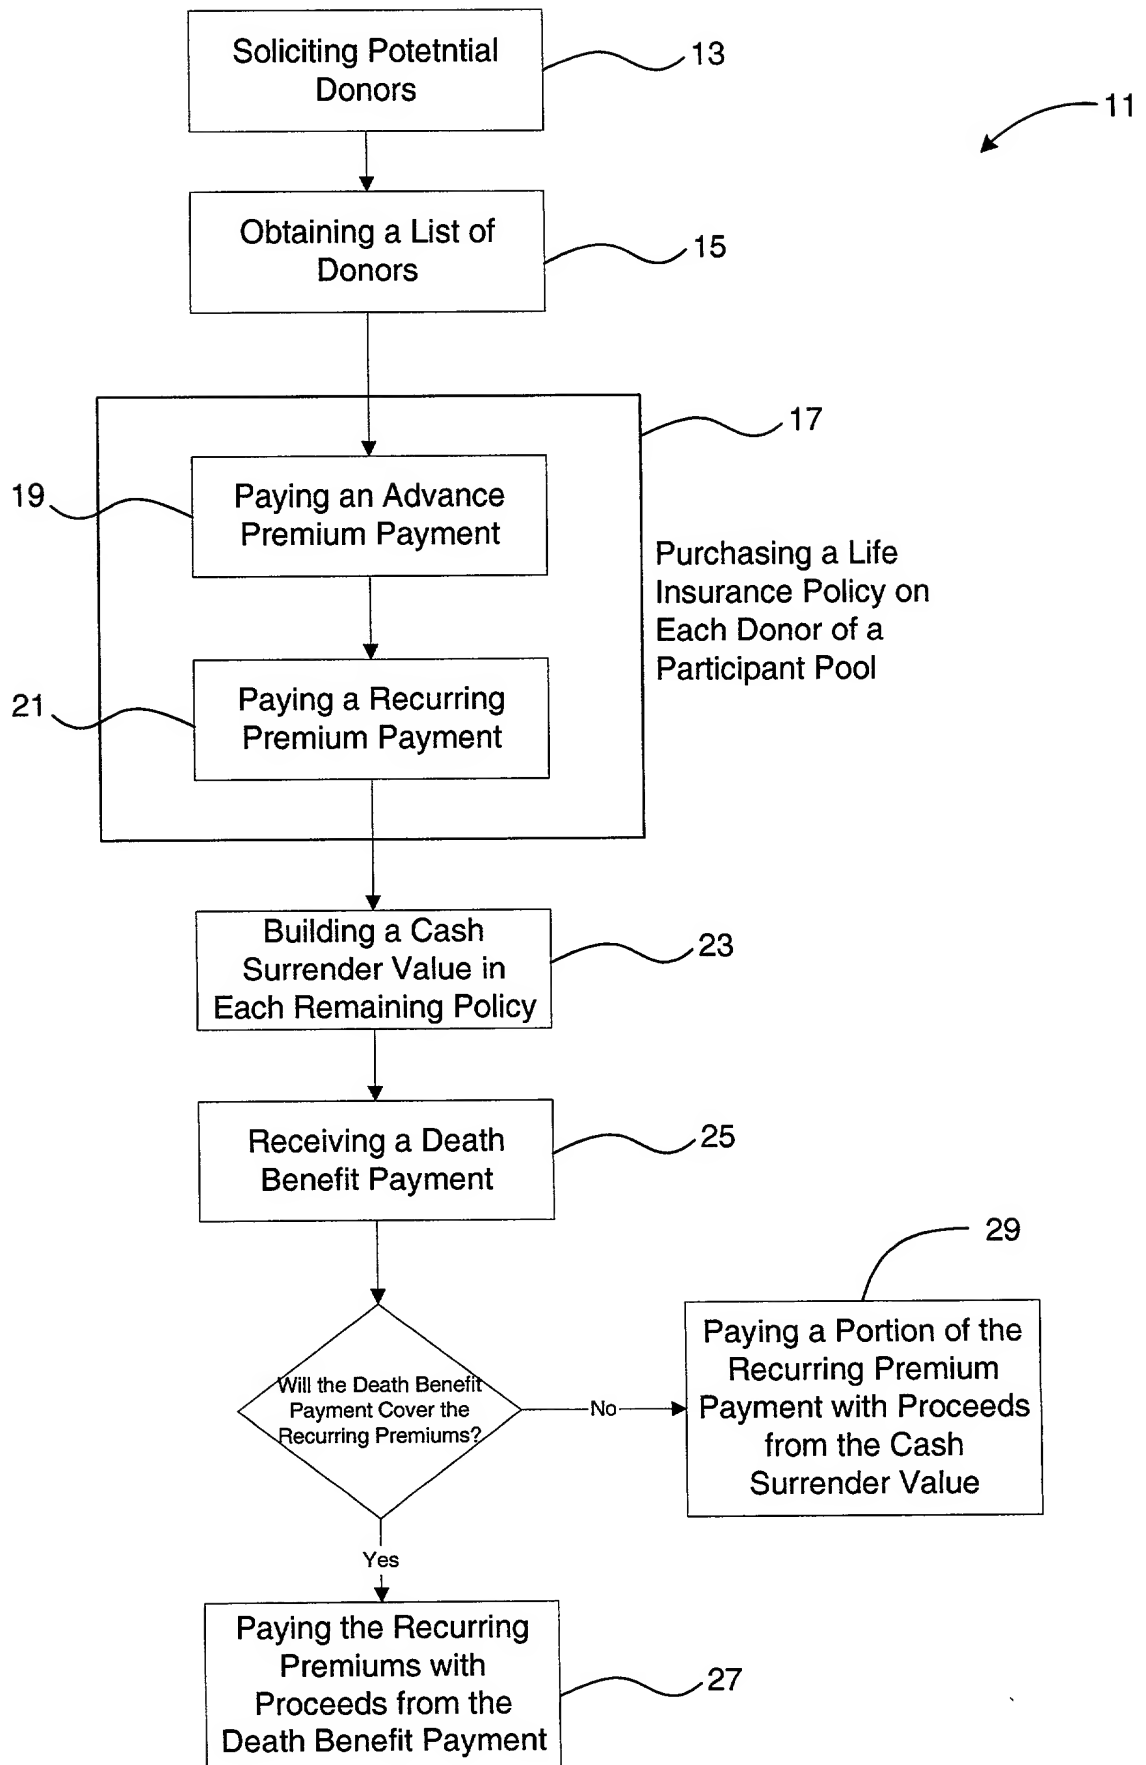 Soliciting Potetntial
Donors
13
11
Obtaining a List of
Donors
15
17
19
Paying an Advance
Premium Payment
Purchasing a Life
Insurance Policy on
Each Donor of a
Participant Pool
21
Paying a Recurring
Premium Payment
Building a Cash
Surrender Value in
Each Remaining Policy
23
Receiving a Death
Benefit Payment
25
29
Will the Death Benefit
Payment Cover the
Recurring Premiums?
No
Paying a Portion of the
Recurring Premium
Payment with Proceeds
from the Cash
Surrender Value
Yes
Paying the Recurring
Premiums with
Proceeds from the
Death Benefit Payment
27